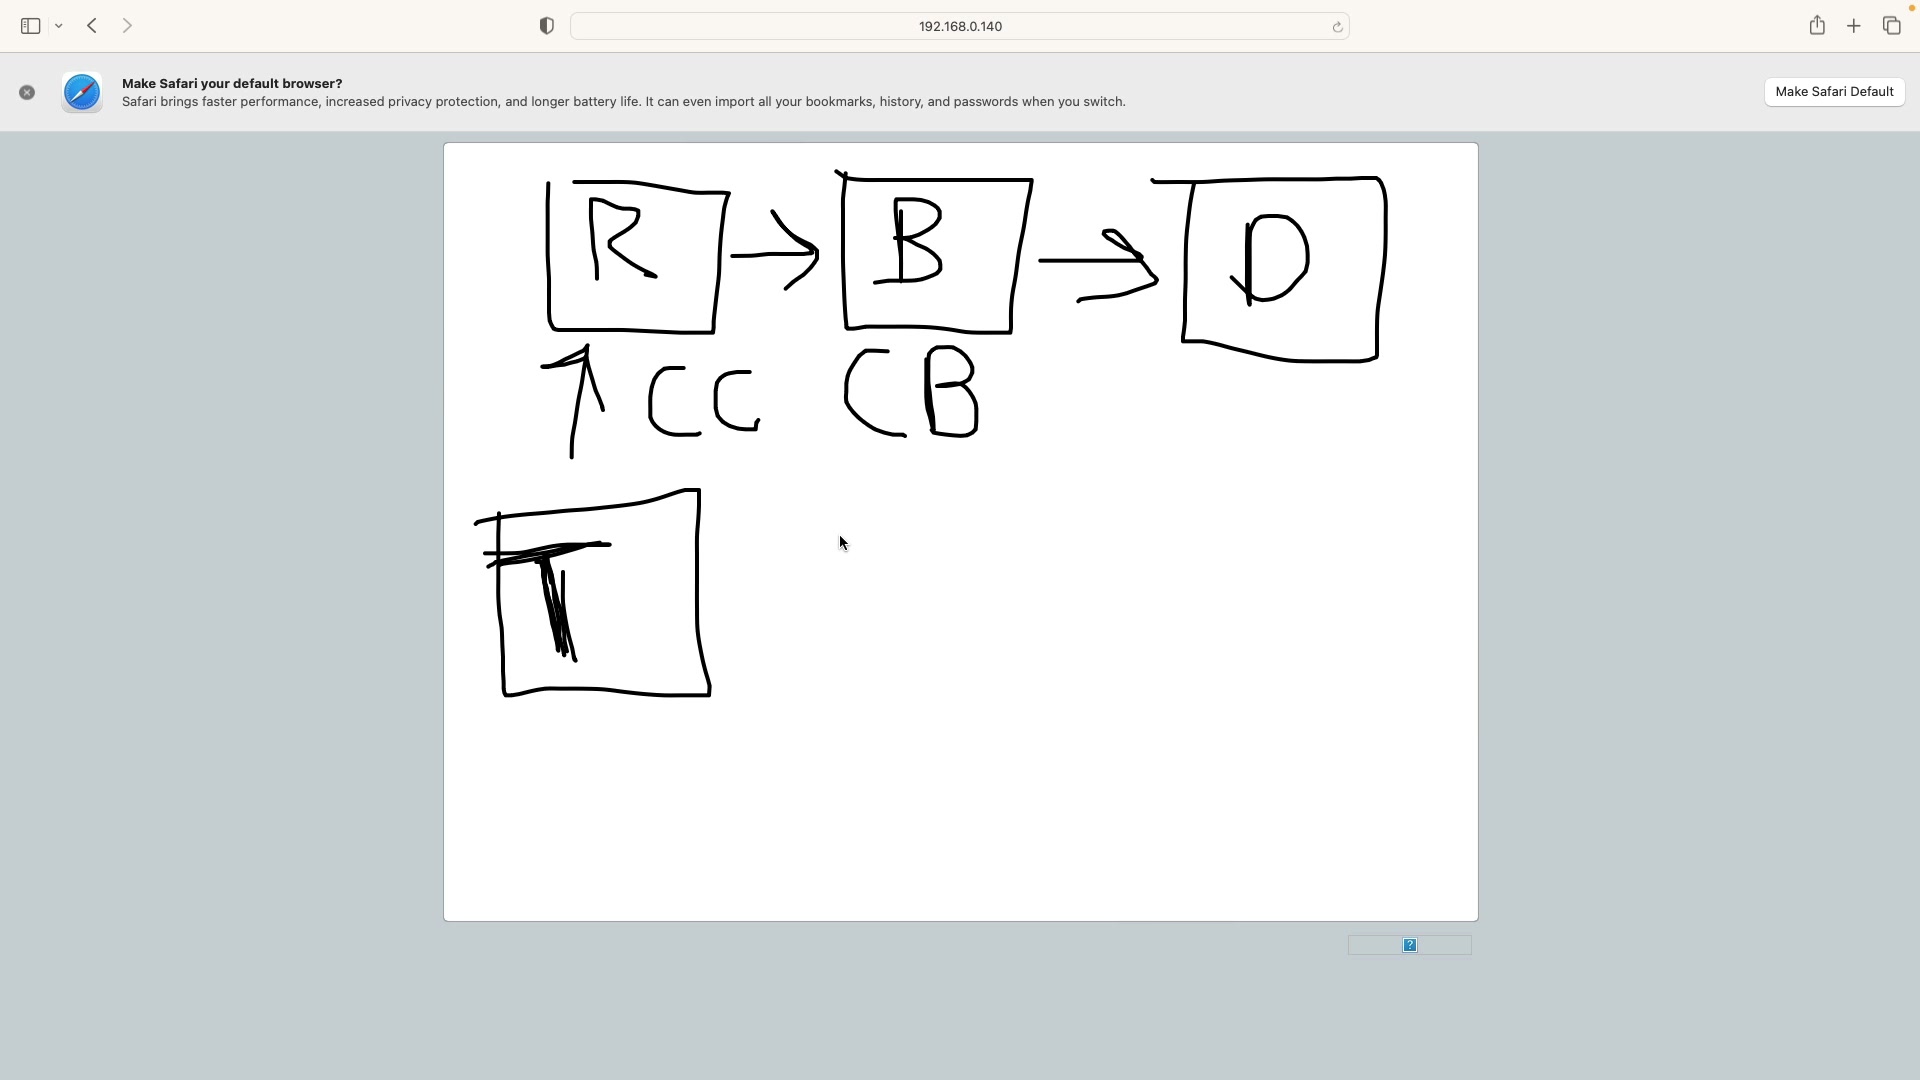 192.168.0.140
Make Safari your default browser?
Safari brings faster performance, increased privacy protection, and longer battery life. It can even import all your bookmarks, history, and passwords when you switch.
Make Safari Default
R B D
CC CB
T
?